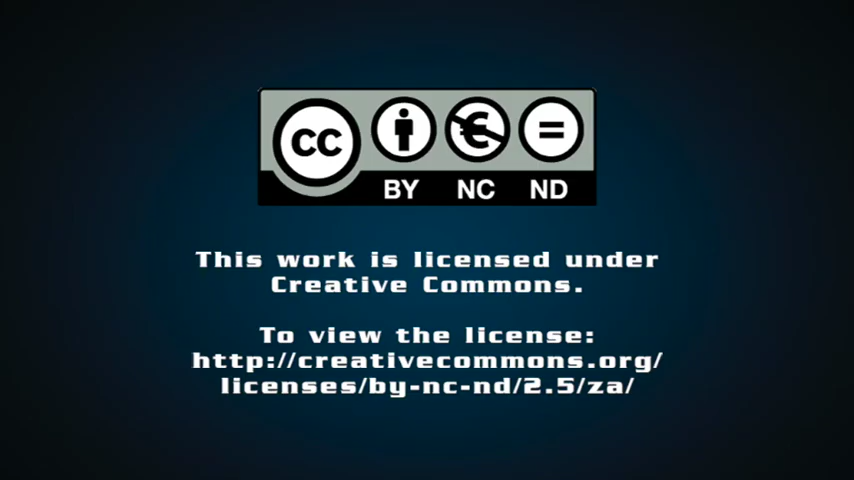 CC
BY NC ND
This work is licensed under
Creative Commons.
To view the license:
http://creativecommons.org/
licenses/by-nc-nd/2.5/za/